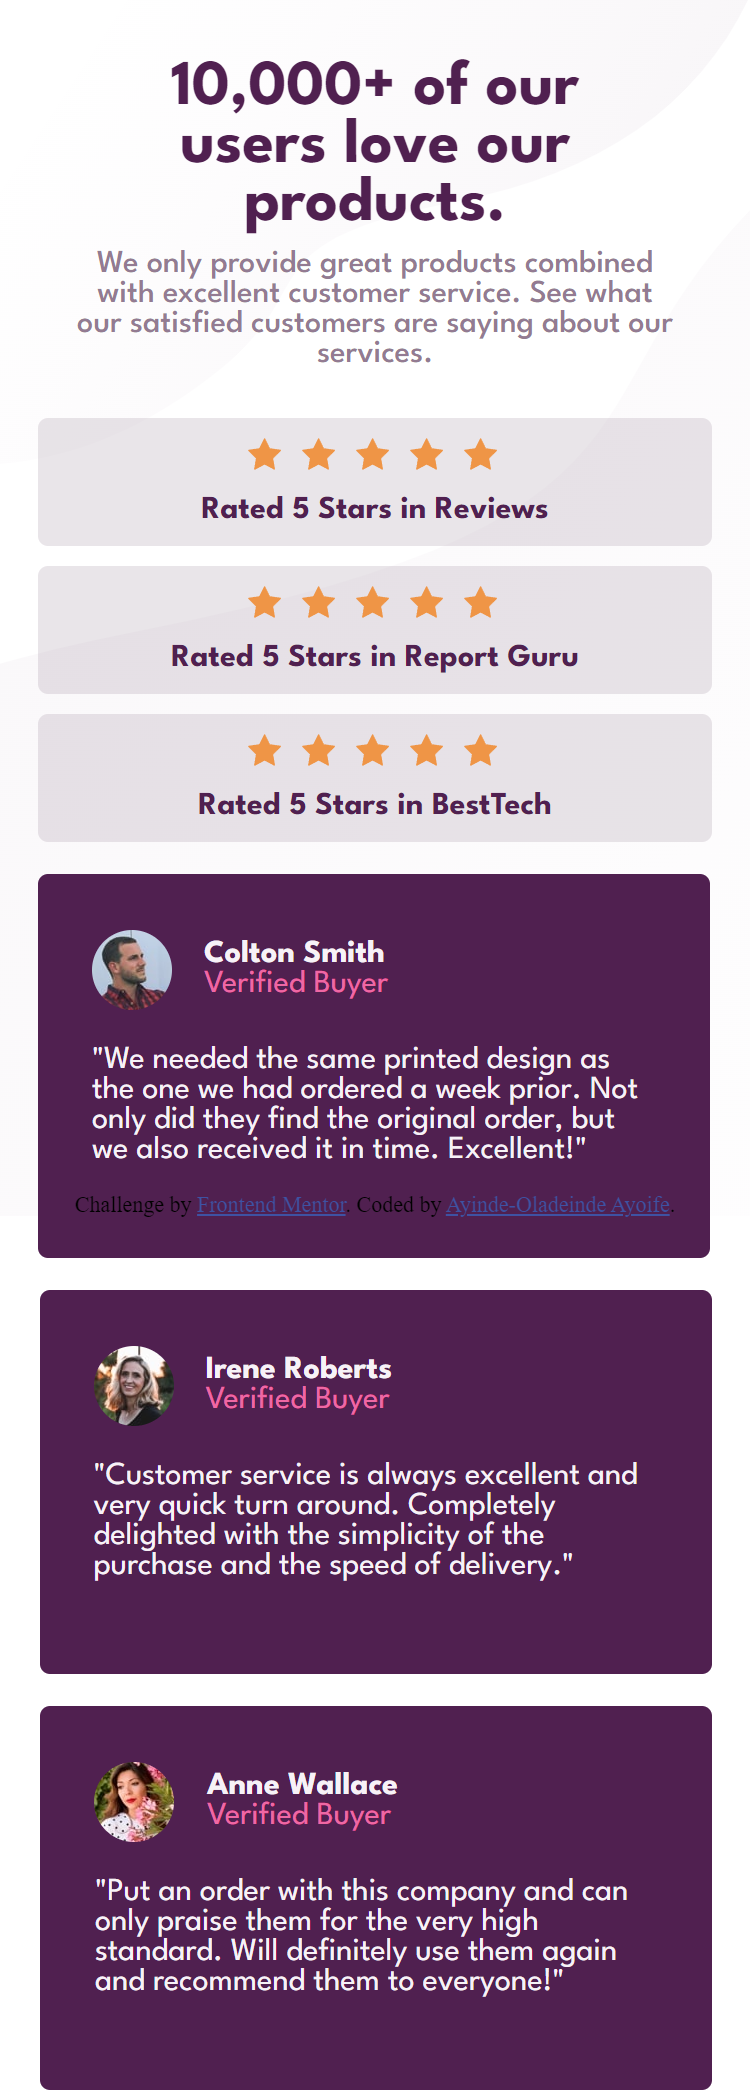 10,000+ of our
users love our
products.
We only provide great products combined
with excellent customer service. See what
our satisfied customers are saying about our
services.
Rated 5 Stars in Reviews
Rated 5 Stars in Report Guru
Rated 5 Stars in BestTech
Colton Smith
Verified Buyer
"We needed the same printed design as
the one we had ordered a week prior. Not
only did they find the original order, but
we also received it in time. Excellent!"
Challenge by Frontend Mentor. Coded by Ayinde-Oladeinde Ayoife.
Irene Roberts
Verified Buyer
"Customer service is always excellent and
very quick turn around. Completely
delighted with the simplicity of the
purchase and the speed of delivery."
Anne Wallace
Verified Buyer
"Put an order with this company and can
only praise them for the very high
standard. Will definitely use them again
and recommend them to everyone!"